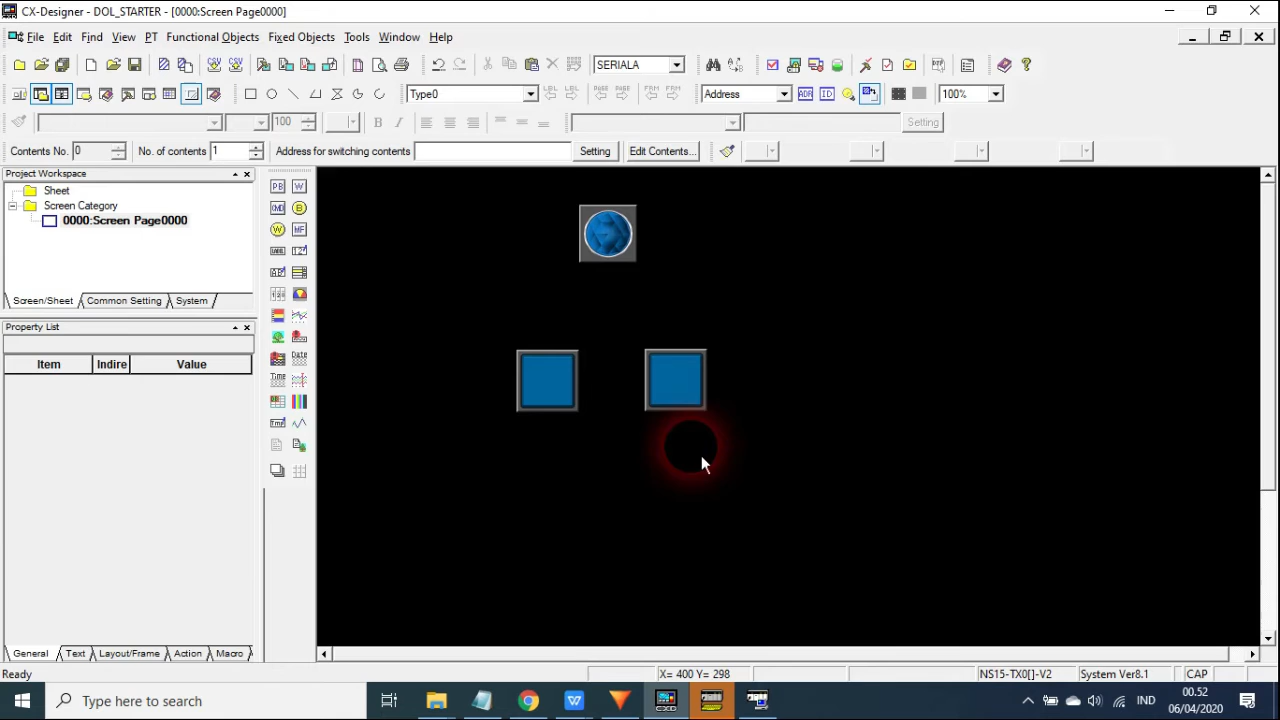 CX-Designer - DOL_STARTER - [0000:Screen Page0000]
File Edit Find View PT Functional Objects Fixed Objects Tools Window Help
SERIALA
Type0 Address ADR ID 100%
100 B I Setting
Contents No. 0 No. of contents 1 Address for switching contents Setting Edit Contents...
Project Workspace
Sheet
Screen Category
0000:Screen Page0000
Screen/Sheet Common Setting System
Property List
Item Indire Value
General Text Layout/Frame Action Macro
Ready X= 400 Y= 298 NS15-TX0[]-V2 System Ver8.1 CAP
Type here to search IND 00.52
06/04/2020